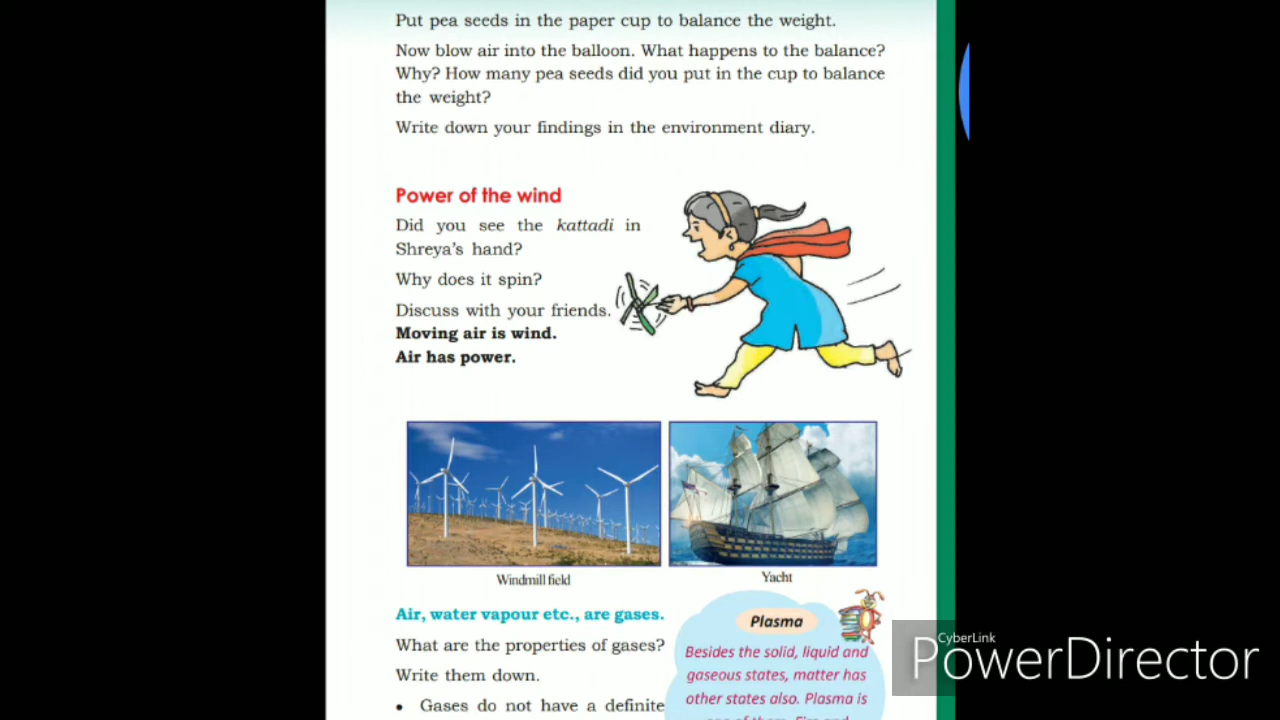 Put pea seeds in the paper cup to balance the weight.
Now blow air into the balloon. What happens to the balance?
Why? How many pea seeds did you put in the cup to balance
the weight?
Write down your findings in the environment diary.
Power of the wind
Did you see the kattadi in
Shreya's hand?
Why does it spin?
Discuss with your friends.
Moving air is wind.
Air has power.
Windmill field
Yacht
Air, water vapour etc., are gases.
What are the properties of gases?
Write them down.
• Gases do not have a definite
Plasma
Besides the solid, liquid and
gaseous states, matter has
other states also. Plasma is
one of them. Fire and
CyberLink
PowerDirector